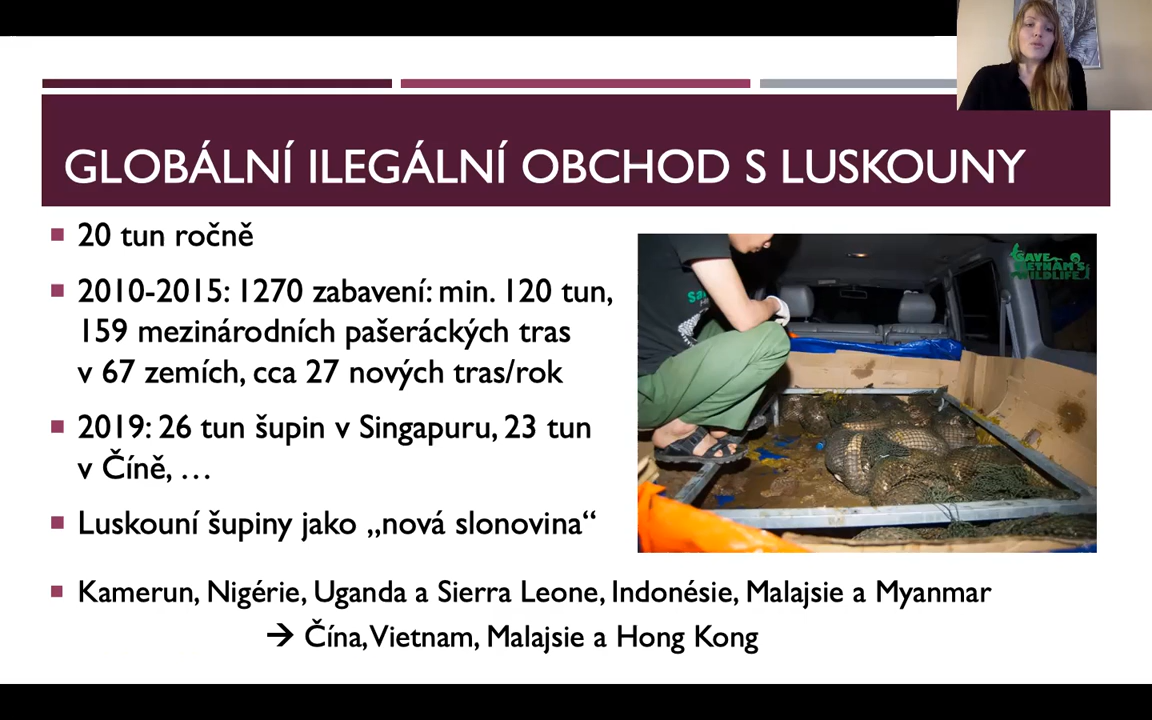 GLOBÁLNÍ ILEGÁLNÍ OBCHOD S LUSKOUNY
20 tun ročně
2010-2015: 1270 zabavení: min. 120 tun,
159 mezinárodních pašeráckých tras
v 67 zemích, cca 27 nových tras/rok
2019: 26 tun šupin v Singapuru, 23 tun
v Číně, …
Luskouní šupiny jako „nová slonovina“
Kamerun, Nigérie, Uganda a Sierra Leone, Indonésie, Malajsie a Myanmar
→ Čína, Vietnam, Malajsie a Hong Kong
SAVE
VIETNAM'S
WILDLIFE